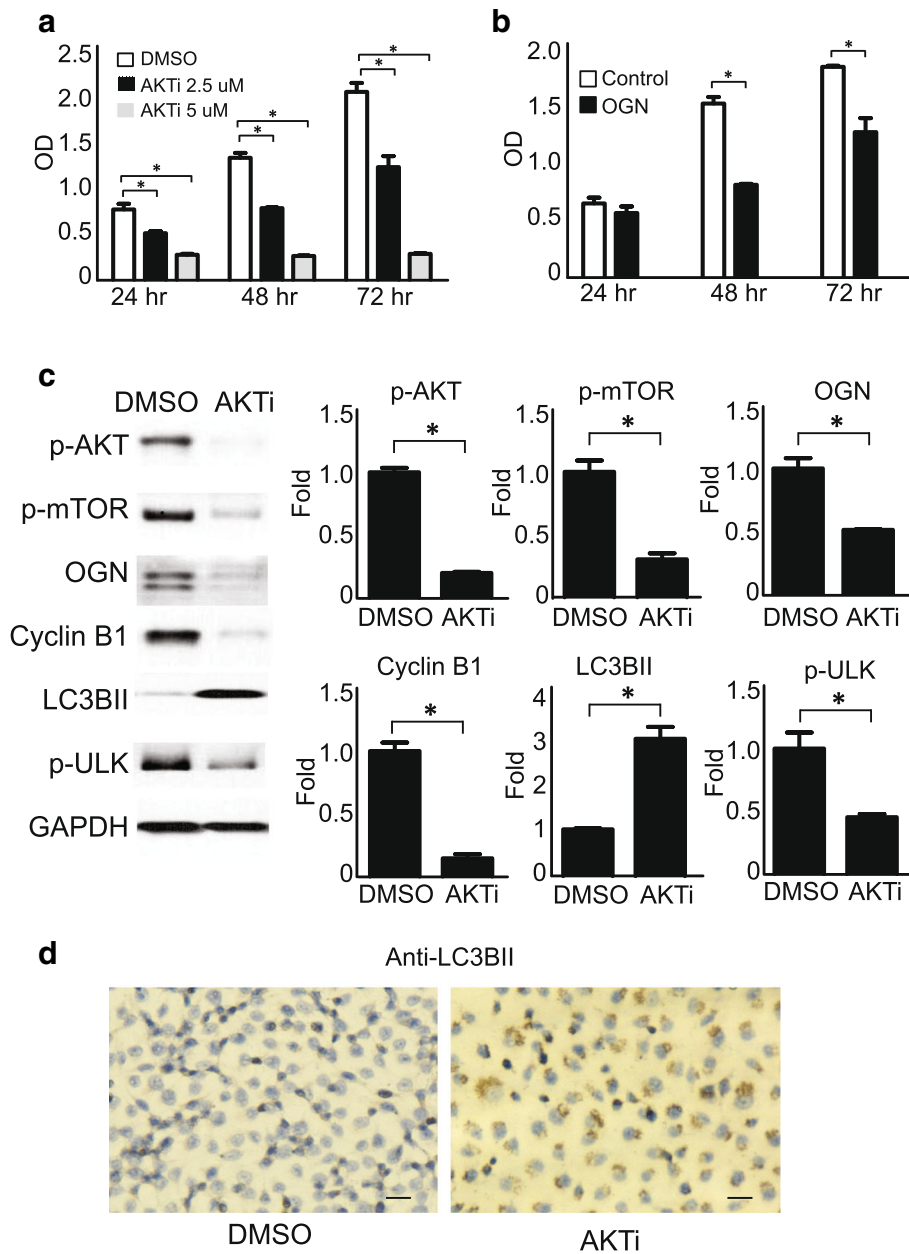 a
2.5
2.0
1.5
1.0
0.5
0
OD
DMSO
AKTi 2.5 uM
AKTi 5 uM
*
*
*
*
*
*
24 hr 48 hr 72 hr
b
2.0
1.5
1.0
0.5
0
OD
Control
OGN
*
*
24 hr 48 hr 72 hr
c
DMSO AKTi
p-AKT
p-mTOR
OGN
Cyclin B1
LC3BII
p-ULK
GAPDH
p-AKT
1.5
1.0
0.5
0
Fold
*
DMSO AKTi
p-mTOR
1.5
1.0
0.5
0
Fold
*
DMSO AKTi
OGN
1.5
1.0
0.5
0
Fold
*
DMSO AKTi
Cyclin B1
1.5
1.0
0.5
0
Fold
*
DMSO AKTi
LC3BII
4
3
2
1
0
Fold
*
DMSO AKTi
p-ULK
1.5
1.0
0.5
0
Fold
*
DMSO AKTi
d
Anti-LC3BII
DMSO AKTi